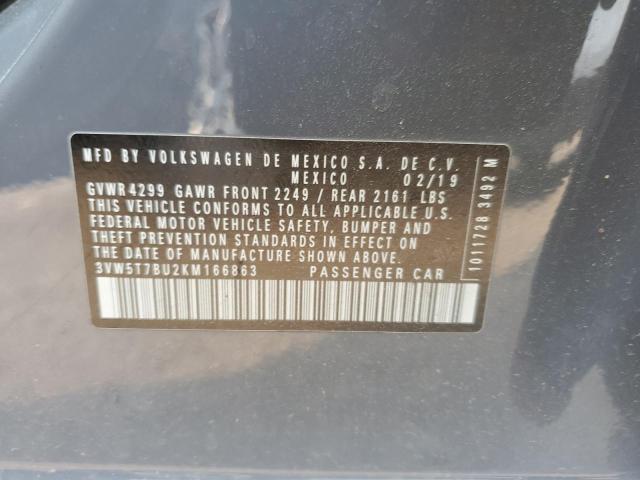 MFD BY VOLKSWAGEN DE MEXICO S.A. DE C.V.
MEXICO 02/19
GVWR 4299 GAWR FRONT 2249 / REAR 2161 LBS
THIS VEHICLE CONFORMS TO ALL APPLICABLE U.S.
FEDERAL MOTOR VEHICLE SAFETY, BUMPER AND
THEFT PREVENTION STANDARDS IN EFFECT ON
THE DATE OF MANUFACTURE SHOWN ABOVE.
3VW5T7BU2KM166863 PASSENGER CAR
1011728 3492 M